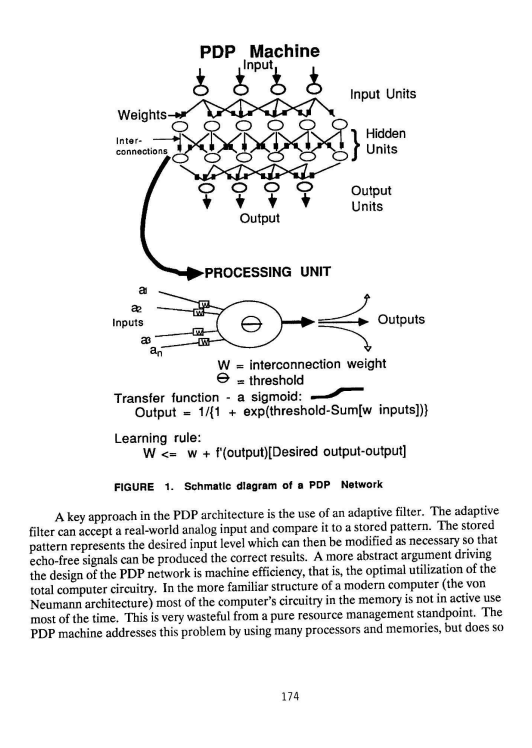 PDP Machine
Input
Input Units
Weights
Inter-
connections
Hidden
Units
Output
Units
Output
PROCESSING UNIT
a1
a2
Inputs
a3
an
W
W
W
W
Θ
Outputs
W = interconnection weight
Θ = threshold
Transfer function - a sigmoid:
Output = 1/{1 + exp(threshold-Sum[w inputs])}
Learning rule:
W <= w + f'(output)[Desired output-output]
FIGURE 1. Schmatic diagram of a PDP Network
A key approach in the PDP architecture is the use of an adaptive filter. The adaptive
filter can accept a real-world analog input and compare it to a stored pattern. The stored
pattern represents the desired input level which can then be modified as necessary so that
echo-free signals can be produced the correct results. A more abstract argument driving
the design of the PDP network is machine efficiency, that is, the optimal utilization of the
total computer circuitry. In the more familiar structure of a modern computer (the von
Neumann architecture) most of the computer's circuitry in the memory is not in active use
most of the time. This is very wasteful from a pure resource management standpoint. The
PDP machine addresses this problem by using many processors and memories, but does so
174